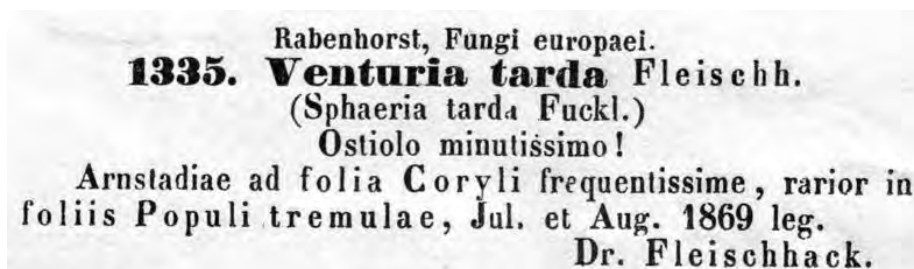 Rabenhorst, Fungi europaei.
1335. Venturia tarda Fleischh.
(Sphaeria tarda Fuckl.)
Ostiolo minutissimo!
Arnstadiae ad folia Coryli frequentissime, rarior in
foliis Populi tremulae, Jul. et Aug. 1869 leg.
Dr. Fleischhack.